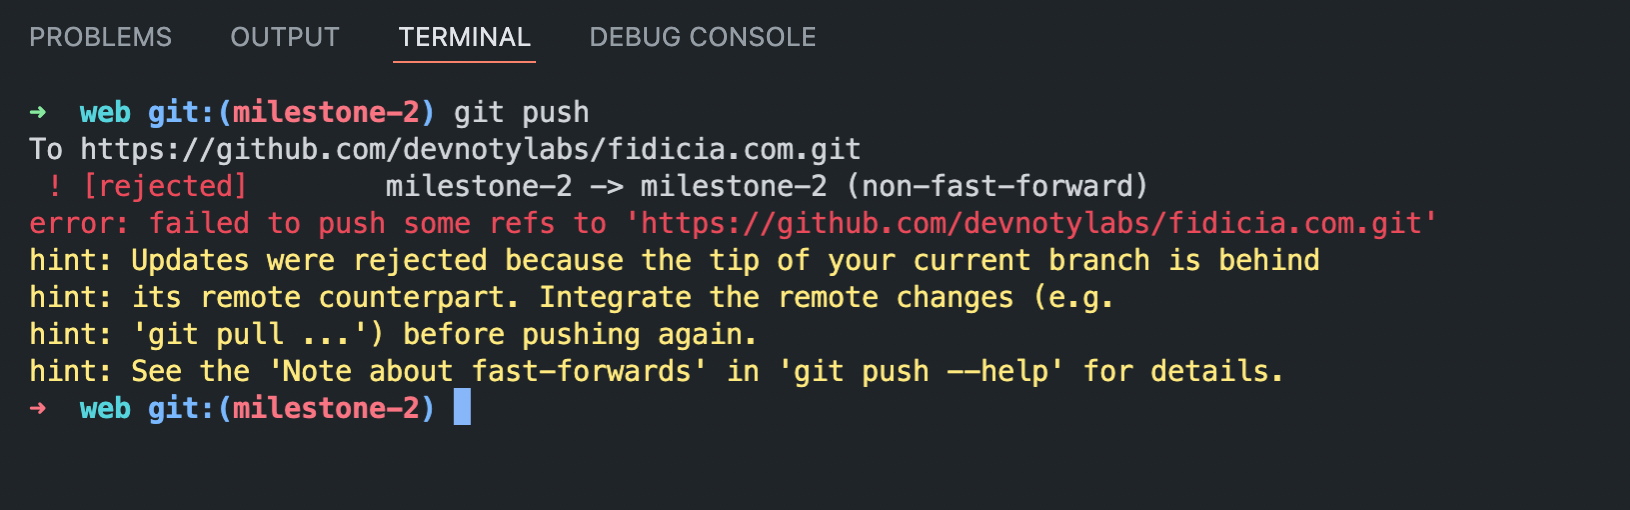 PROBLEMS OUTPUT TERMINAL DEBUG CONSOLE
➜ web git:(milestone-2) git push
To https://github.com/devnotylabs/fidicia.com.git
! [rejected] milestone-2 -> milestone-2 (non-fast-forward)
error: failed to push some refs to 'https://github.com/devnotylabs/fidicia.com.git'
hint: Updates were rejected because the tip of your current branch is behind
hint: its remote counterpart. Integrate the remote changes (e.g.
hint: 'git pull ...') before pushing again.
hint: See the 'Note about fast-forwards' in 'git push --help' for details.
➜ web git:(milestone-2)